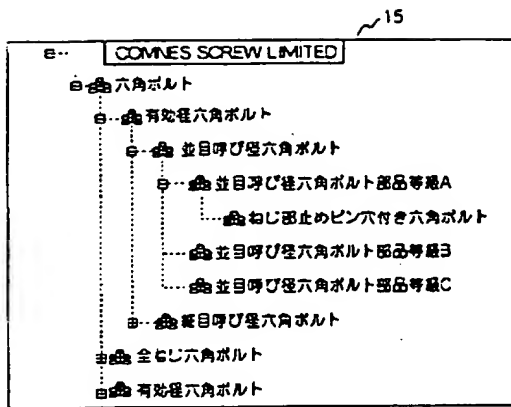 15
COMNES SCREW LIMITED
六角ボルト
有効径六角ボルト
並目呼び径六角ボルト
並目呼び径六角ボルト部品等級A
ねじ部止めピン穴付き六角ボルト
並目呼び径六角ボルト部品等級B
並目呼び径六角ボルト部品等級C
細目呼び径六角ボルト
全ねじ六角ボルト
有効径六角ボルト